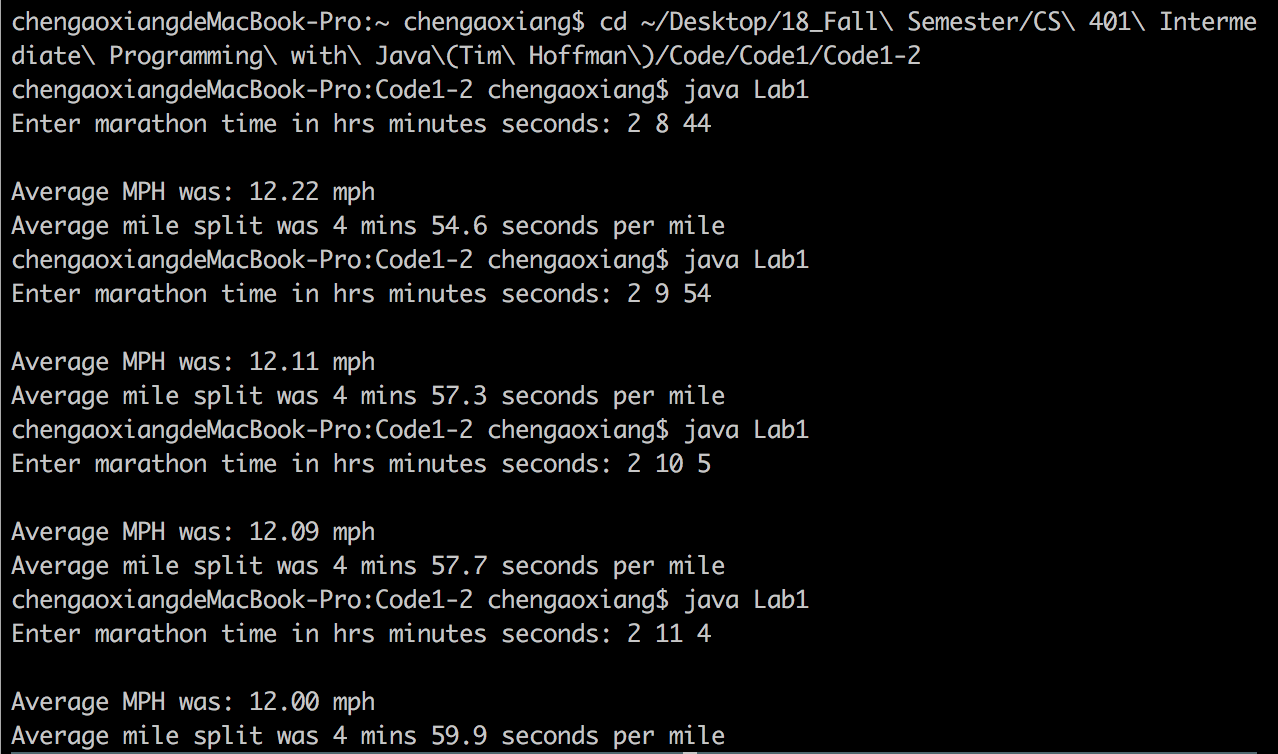 chengaoxiangdeMacBook-Pro:~ chengaoxiang$ cd ~/Desktop/18_Fall\ Semester/CS\ 401\ Interme
diate\ Programming\ with\ Java\(Tim\ Hoffman\)/Code/Code1/Code1-2
chengaoxiangdeMacBook-Pro:Code1-2 chengaoxiang$ java Lab1
Enter marathon time in hrs minutes seconds: 2 8 44
Average MPH was: 12.22 mph
Average mile split was 4 mins 54.6 seconds per mile
chengaoxiangdeMacBook-Pro:Code1-2 chengaoxiang$ java Lab1
Enter marathon time in hrs minutes seconds: 2 9 54
Average MPH was: 12.11 mph
Average mile split was 4 mins 57.3 seconds per mile
chengaoxiangdeMacBook-Pro:Code1-2 chengaoxiang$ java Lab1
Enter marathon time in hrs minutes seconds: 2 10 5
Average MPH was: 12.09 mph
Average mile split was 4 mins 57.7 seconds per mile
chengaoxiangdeMacBook-Pro:Code1-2 chengaoxiang$ java Lab1
Enter marathon time in hrs minutes seconds: 2 11 4
Average MPH was: 12.00 mph
Average mile split was 4 mins 59.9 seconds per mile